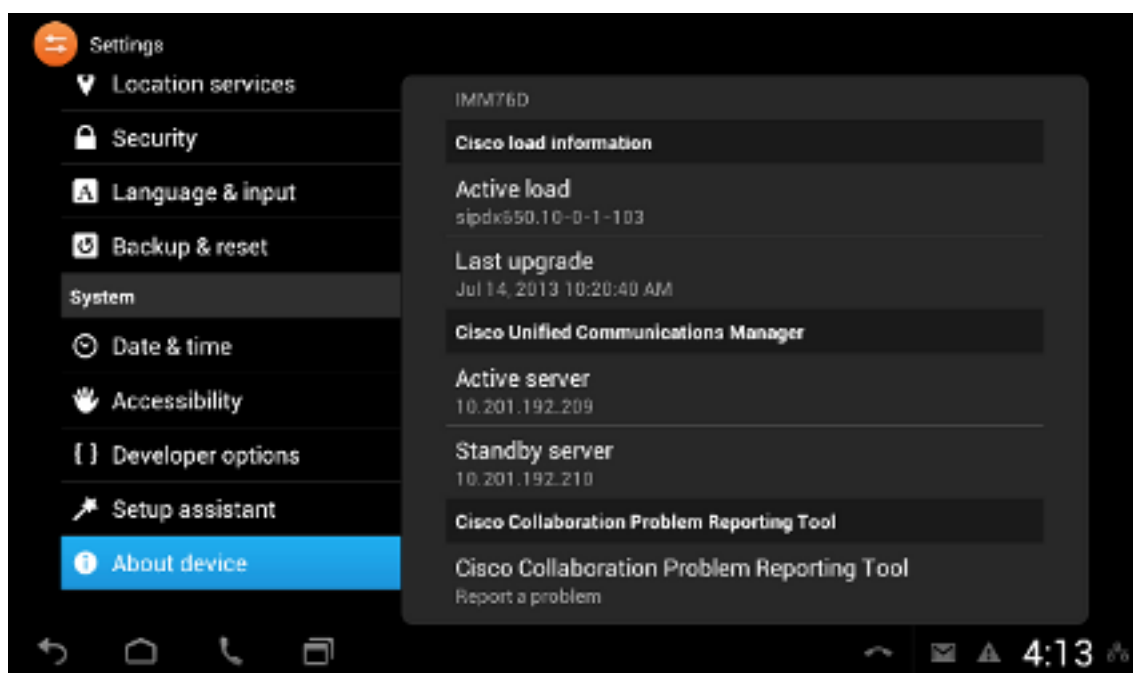 Settings
Location services
Security
Language & input
Backup & reset
System
Date & time
Accessibility
{ } Developer options
Setup assistant
About device
IMM76D
Cisco load information
Active load
sipdx650.10-0-1-103
Last upgrade
Jul 14, 2013 10:20:40 AM
Cisco Unified Communications Manager
Active server
10.201.192.209
Standby server
10.201.192.210
Cisco Collaboration Problem Reporting Tool
Cisco Collaboration Problem Reporting Tool
Report a problem
4:13